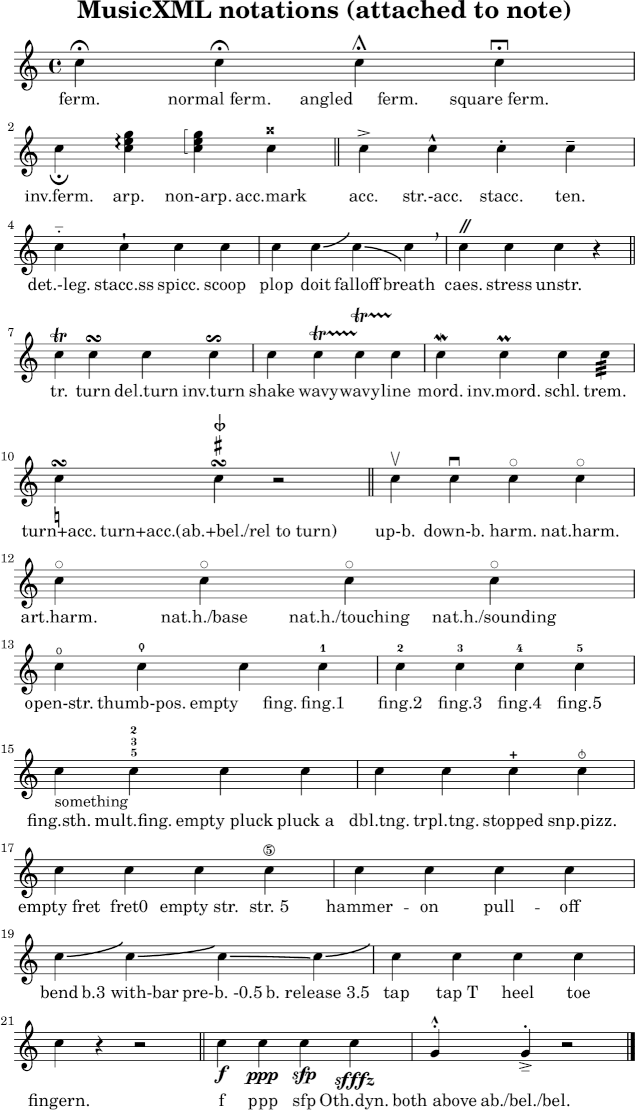 MusicXML notations (attached to note)
ferm. normal ferm. angled ferm. square ferm.
2
inv.ferm. arp. non-arp. acc.mark acc. str.-acc. stacc. ten.
4
det.-leg. stacc.ss spicc. scoop plop doit falloff breath caes. stress unstr.
7
tr tr tr
tr. turn del.turn inv.turn shake wavy wavy line mord. inv.mord. schl. trem.
10
turn+acc. turn+acc.(ab.+bel./rel to turn) up-b. down-b. harm. nat.harm.
12
art.harm. nat.h./base nat.h./touching nat.h./sounding
13
0 1 2 3 4 5
open-str. thumb-pos. empty fing. fing.1 fing.2 fing.3 fing.4 fing.5
15
2
3
5
something
fing.sth. mult.fing. empty pluck pluck a dbl.tng. trpl.tng. stopped snp.pizz.
17
5
empty fret fret0 empty str. str. 5 hammer - on pull - off
19
bend b.3 with-bar pre-b. -0.5 b. release 3.5 tap tap T heel toe
21
f ppp sfp sfffz
fingern. f ppp sfp Oth.dyn. both above ab./bel./bel.